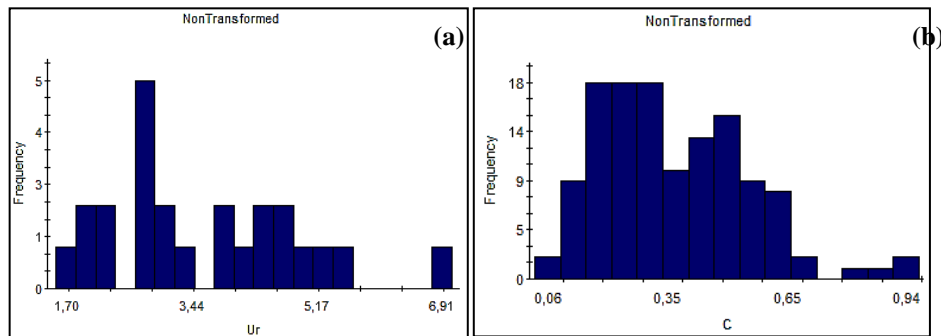 NonTransformed
(a)
5
4
3
1
0
Frequency
1,70
3,44
5,17
6,91
Ur
NonTransformed
(b)
18
14
9
5
0
Frequency
0,06
0,35
0,65
0,94
C